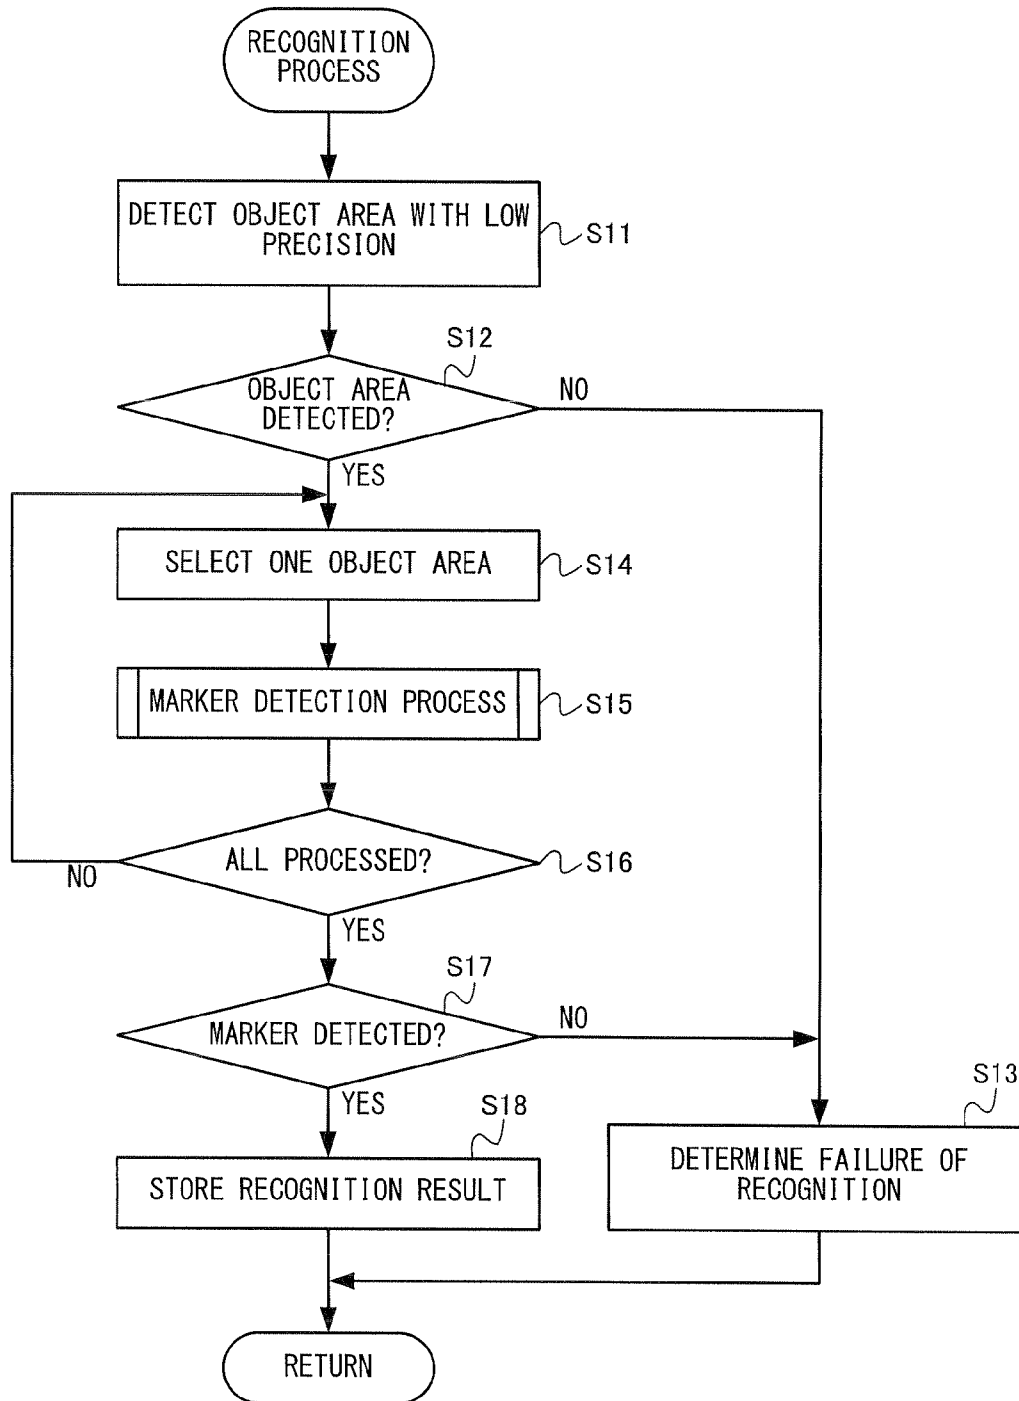 RECOGNITION
PROCESS
DETECT OBJECT AREA WITH LOW
PRECISION
S11
S12
OBJECT AREA
DETECTED?
NO
YES
SELECT ONE OBJECT AREA
S14
MARKER DETECTION PROCESS
S15
ALL PROCESSED?
S16
NO
YES
S17
MARKER DETECTED?
NO
YES
S18
STORE RECOGNITION RESULT
S13
DETERMINE FAILURE OF
RECOGNITION
RETURN